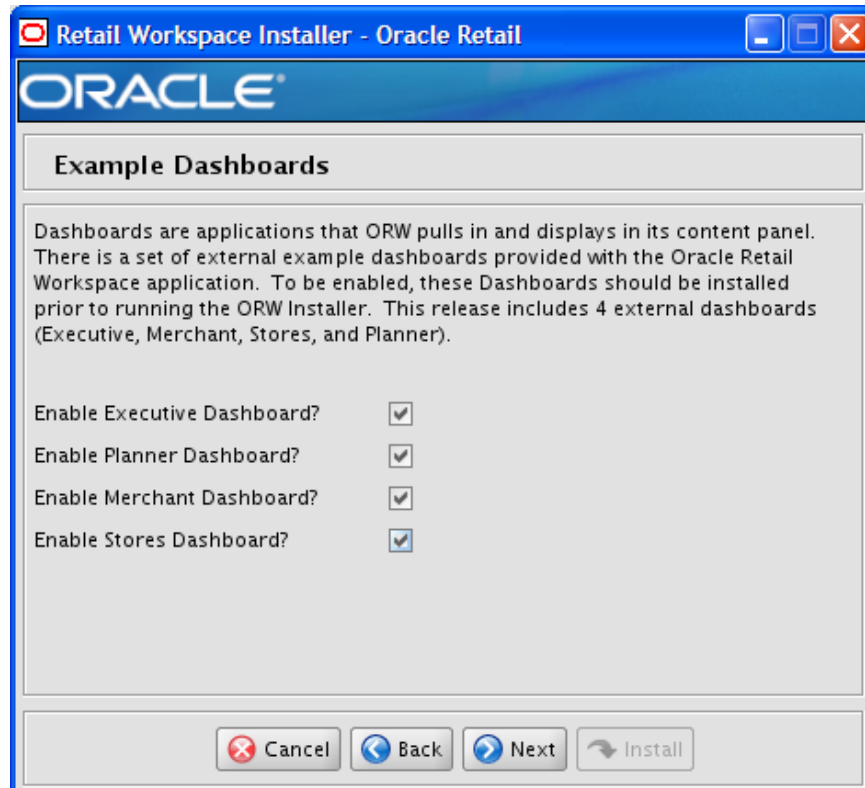 Retail Workspace Installer - Oracle Retail
ORACLE
Example Dashboards
Dashboards are applications that ORW pulls in and displays in its content panel.
There is a set of external example dashboards provided with the Oracle Retail
Workspace application.  To be enabled, these Dashboards should be installed
prior to running the ORW Installer.  This release includes 4 external dashboards
(Executive, Merchant, Stores, and Planner).
Enable Executive Dashboard?
Enable Planner Dashboard?
Enable Merchant Dashboard?
Enable Stores Dashboard?
Cancel Back Next Install